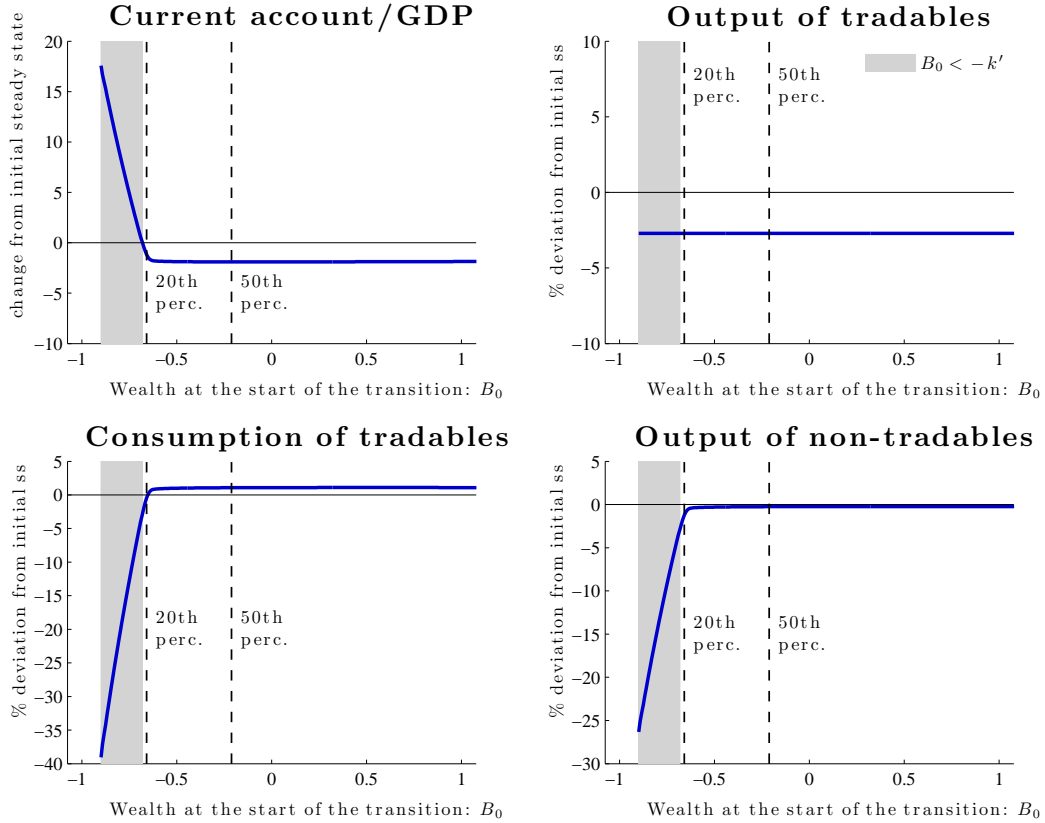 Current account/GDP
change from initial steady state
20
15
10
5
0
−5
−10
20th
perc.
50th
perc.
−1
−0.5
0
0.5
1
Wealth at the start of the transition: B₀
Output of tradables
% deviation from initial ss
10
5
0
−5
−10
20th
perc.
50th
perc.
B₀ < −k′
−1
−0.5
0
0.5
1
Wealth at the start of the transition: B₀
Consumption of tradables
% deviation from initial ss
5
0
−5
−10
−15
−20
−25
−30
−35
−40
20th
perc.
50th
perc.
−1
−0.5
0
0.5
1
Wealth at the start of the transition: B₀
Output of non-tradables
% deviation from initial ss
5
0
−5
−10
−15
−20
−25
−30
20th
perc.
50th
perc.
−1
−0.5
0
0.5
1
Wealth at the start of the transition: B₀